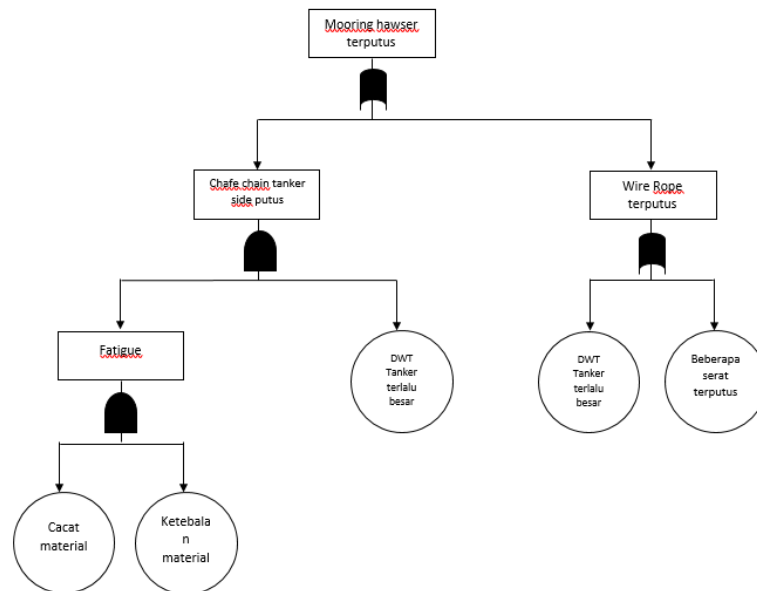 Mooring hawser
terputus
Chafe chain tanker
side putus
Wire Rope
terputus
Fatigue
DWT
Tanker
terlalu
besar
DWT
Tanker
terlalu
besar
Beberapa
serat
terputus
Cacat
material
Ketebala
n
material